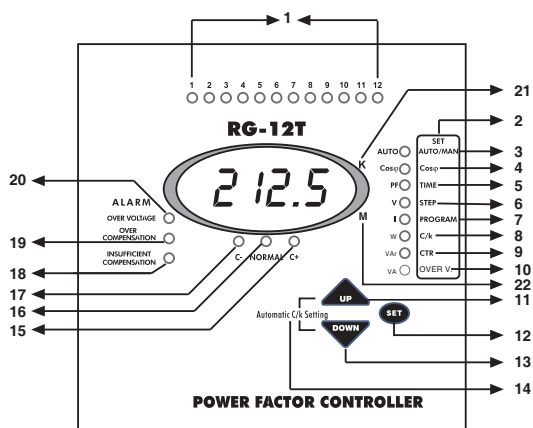 1
1 2 3 4 5 6 7 8 9 10 11 12
21
RG-12T
SET
2
AUTO
AUTO/MAN
3
K
Cosφ
Cosφ
4
20
ALARM
212.5
PF
TIME
5
V
STEP
6
OVER VOLTAGE
M
I
PROGRAM
7
19
OVER
COMPENSATION
W
C/k
8
VAr
CTR
9
18
INSUFFICIENT
COMPENSATION
C- NORMAL C+
VA
OVER V.
10
17
22
16
UP
11
15
Automatic C/k Setting
SET
12
DOWN
13
14
POWER FACTOR CONTROLLER